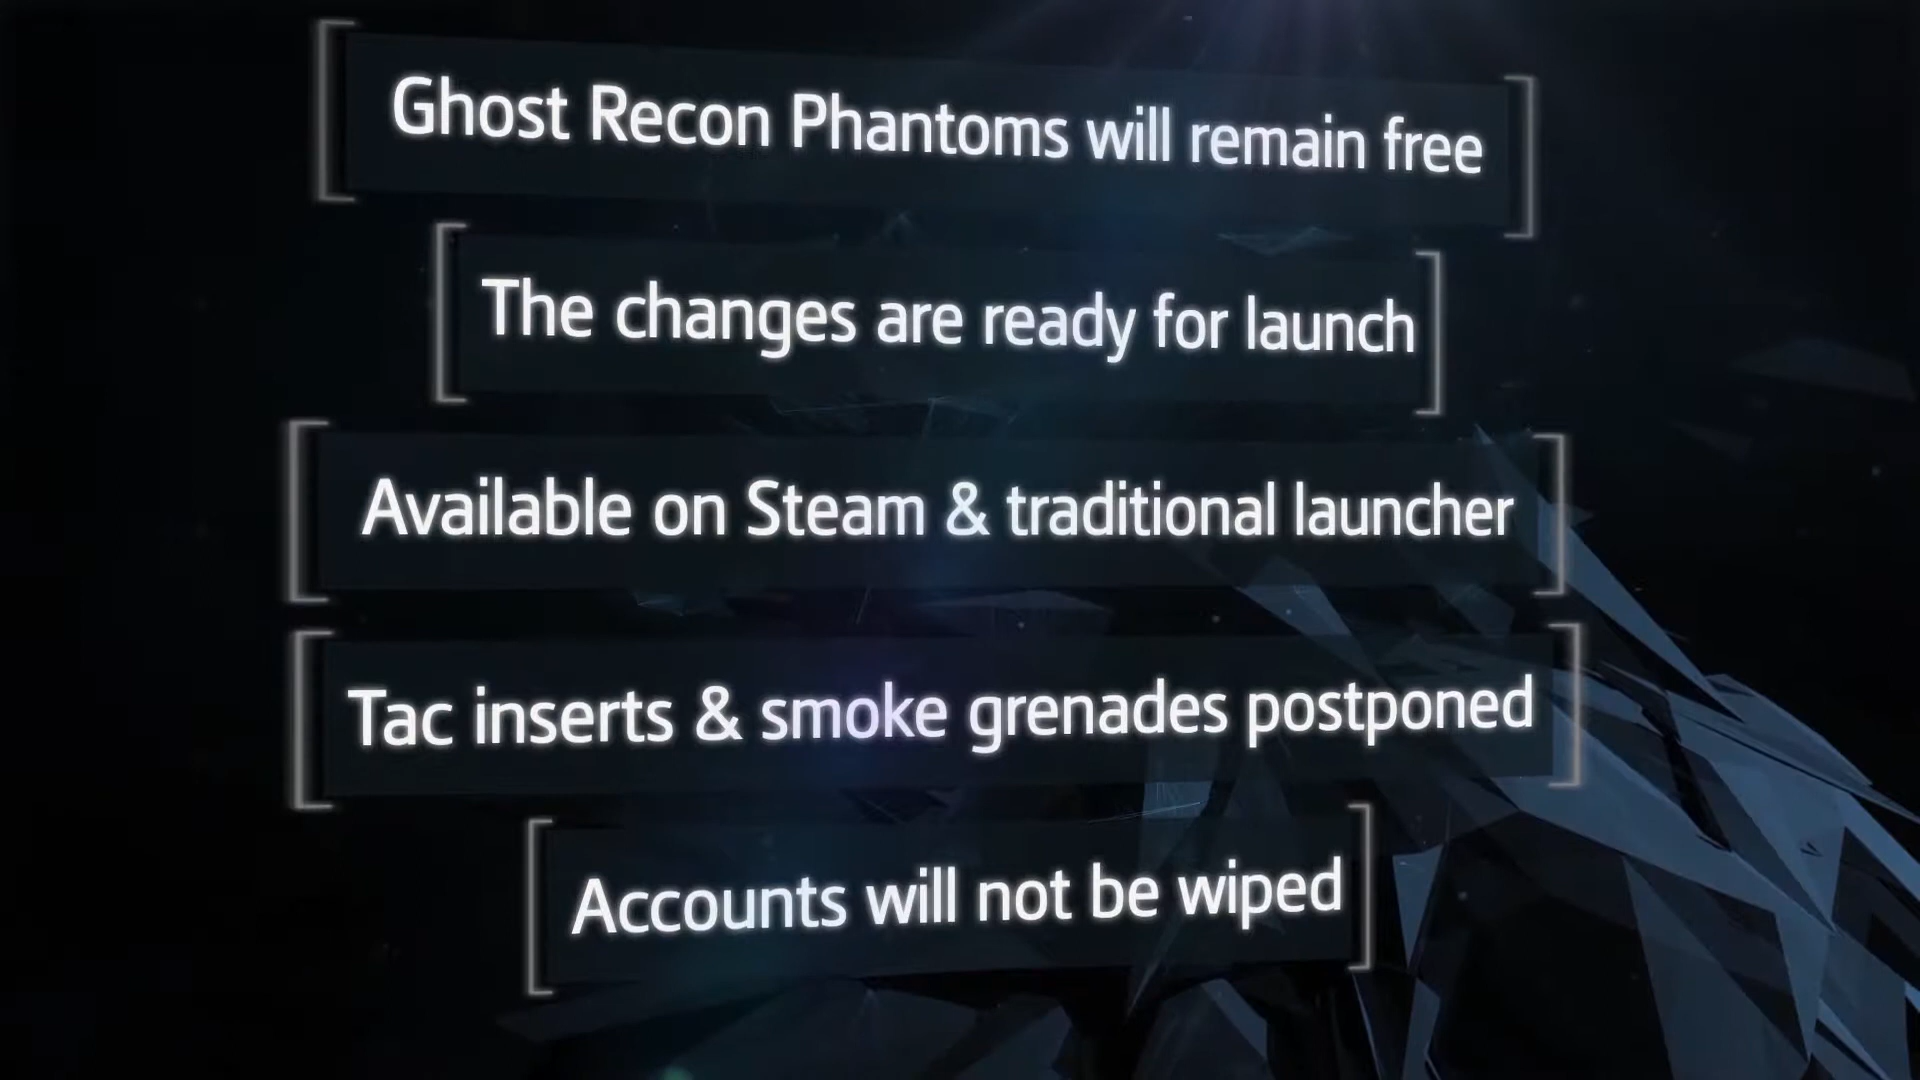 Ghost Recon Phantoms will remain free
The changes are ready for launch
Available on Steam & traditional launcher
Tac inserts & smoke grenades postponed
Accounts will not be wiped